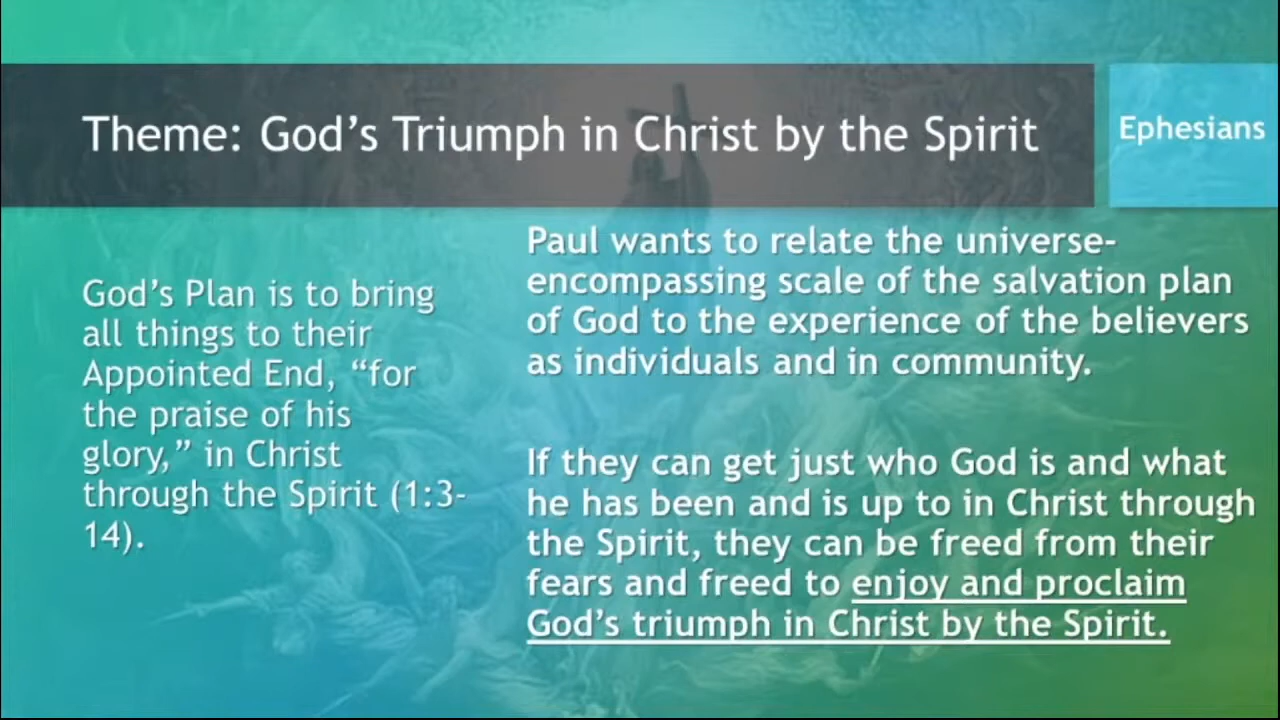 Theme: God's Triumph in Christ by the Spirit
Ephesians
God's Plan is to bring
all things to their
Appointed End, “for
the praise of his
glory,” in Christ
through the Spirit (1:3-
14).
Paul wants to relate the universe-
encompassing scale of the salvation plan
of God to the experience of the believers
as individuals and in community.
If they can get just who God is and what
he has been and is up to in Christ through
the Spirit, they can be freed from their
fears and freed to enjoy and proclaim
God's triumph in Christ by the Spirit.